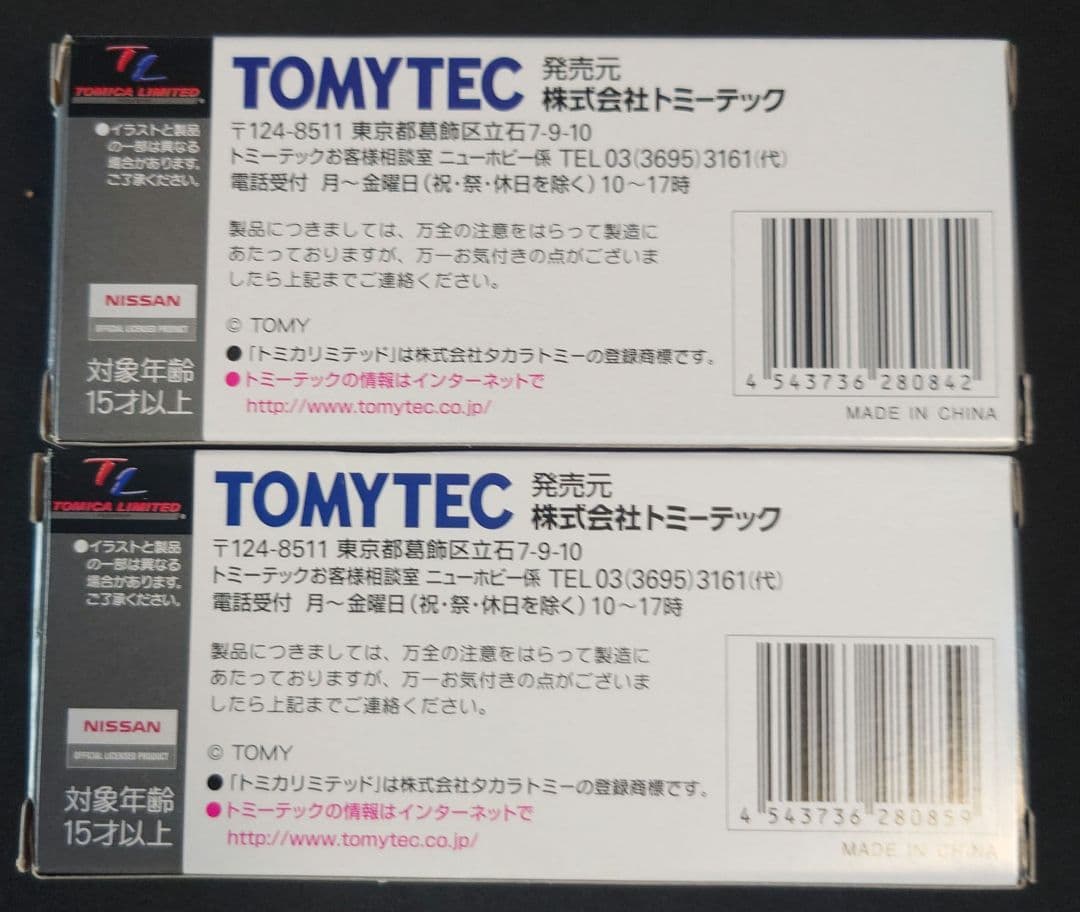 TL
TOMICA LIMITED
●イラストと製品
の一部は異なる
場合があります。
ご了承ください。
NISSAN
OFFICIAL LICENSED PRODUCT
対象年齢
15才以上
TOMYTEC 発売元
株式会社トミーテック
〒124-8511 東京都葛飾区立石7-9-10
トミーテックお客様相談室 ニューホビー係 TEL 03(3695)3161(代)
電話受付 月〜金曜日(祝・祭・休日を除く)10〜17時
製品につきましては、万全の注意をはらって製造に
あたっておりますが、万一お気付きの点がございま
したら上記までご連絡ください。
© TOMY
●「トミカリミテッド」は株式会社タカラトミーの登録商標です。
●トミーテックの情報はインターネットで
http://www.tomytec.co.jp/
4 543736 280842
MADE IN CHINA
TL
TOMICA LIMITED
●イラストと製品
の一部は異なる
場合があります。
ご了承ください。
NISSAN
OFFICIAL LICENSED PRODUCT
対象年齢
15才以上
TOMYTEC 発売元
株式会社トミーテック
〒124-8511 東京都葛飾区立石7-9-10
トミーテックお客様相談室 ニューホビー係 TEL 03(3695)3161(代)
電話受付 月〜金曜日(祝・祭・休日を除く)10〜17時
製品につきましては、万全の注意をはらって製造に
あたっておりますが、万一お気付きの点がございま
したら上記までご連絡ください。
© TOMY
●「トミカリミテッド」は株式会社タカラトミーの登録商標です。
●トミーテックの情報はインターネットで
http://www.tomytec.co.jp/
4 543736 280859
MADE IN CHINA